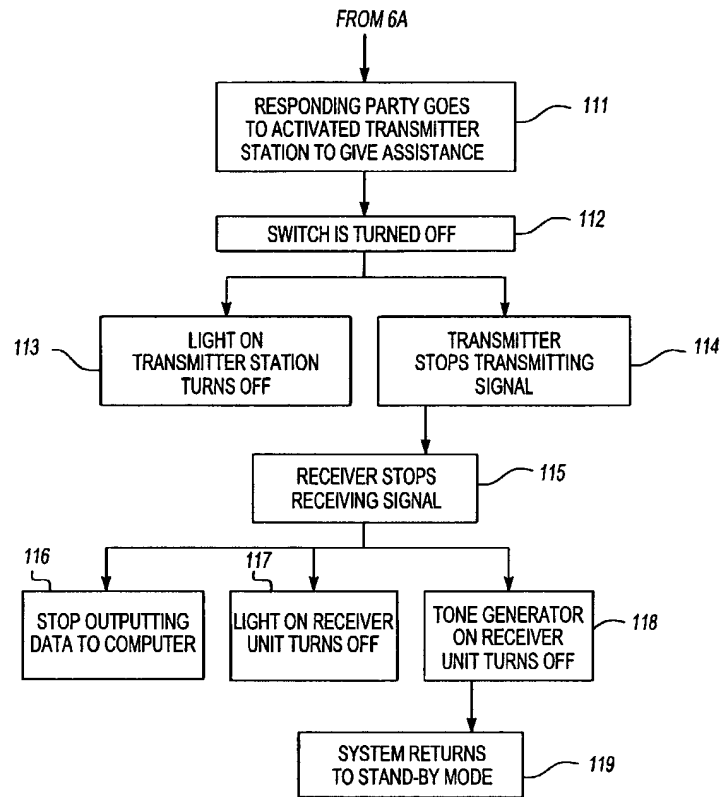 FROM 6A
RESPONDING PARTY GOES
TO ACTIVATED TRANSMITTER
STATION TO GIVE ASSISTANCE
111
SWITCH IS TURNED OFF
112
113
LIGHT ON
TRANSMITTER STATION
TURNS OFF
TRANSMITTER
STOPS TRANSMITTING
SIGNAL
114
RECEIVER STOPS
RECEIVING SIGNAL
115
116
STOP OUTPUTTING
DATA TO COMPUTER
117
LIGHT ON RECEIVER
UNIT TURNS OFF
TONE GENERATOR
ON RECEIVER
UNIT TURNS OFF
118
SYSTEM RETURNS
TO STAND-BY MODE
119